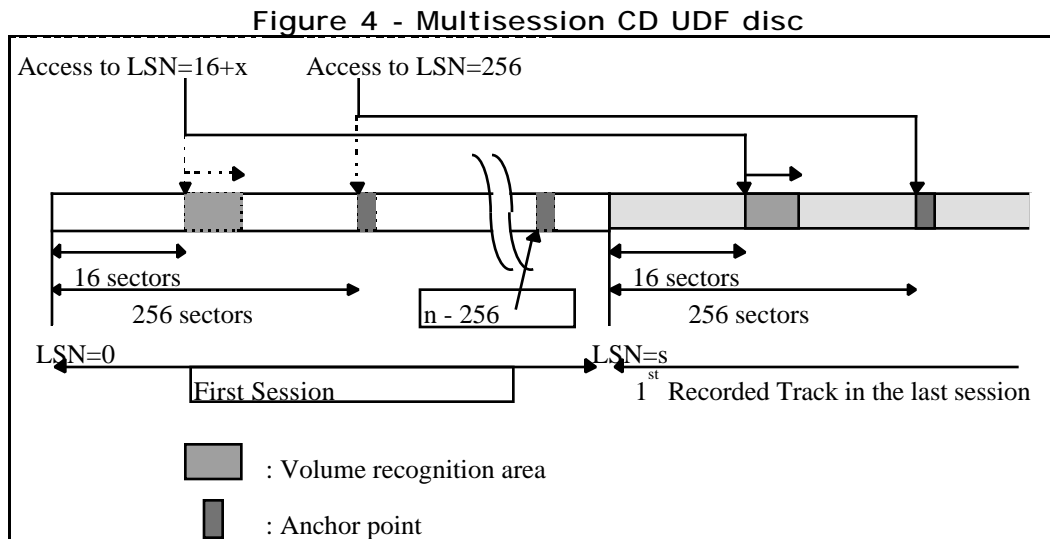 Figure 4 - Multisession CD UDF disc
Access to LSN=16+x Access to LSN=256
16 sectors 16 sectors
256 sectors n - 256 256 sectors
LSN=0 LSN=s
First Session 1st Recorded Track in the last session
: Volume recognition area
: Anchor point